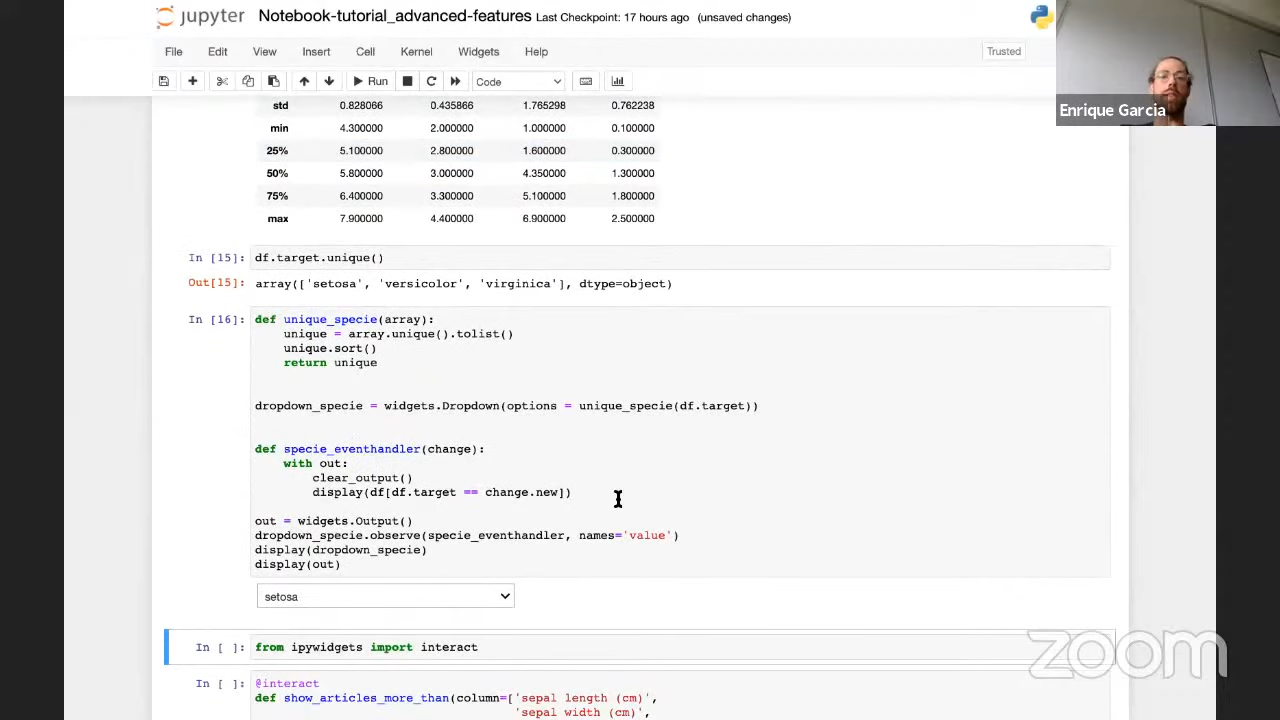 jupyter Notebook-tutorial_advanced-features Last Checkpoint: 17 hours ago (unsaved changes)
File Edit View Insert Cell Kernel Widgets Help Trusted
Run Code
Enrique Garcia
std 0.828066 0.435866 1.765298 0.762238
min 4.300000 2.000000 1.000000 0.100000
25% 5.100000 2.800000 1.600000 0.300000
50% 5.800000 3.000000 4.350000 1.300000
75% 6.400000 3.300000 5.100000 1.800000
max 7.900000 4.400000 6.900000 2.500000
In [15]: df.target.unique()
Out[15]: array(['setosa', 'versicolor', 'virginica'], dtype=object)
In [16]: def unique_specie(array):
unique = array.unique().tolist()
unique.sort()
return unique
dropdown_specie = widgets.Dropdown(options = unique_specie(df.target))
def specie_eventhandler(change):
with out:
clear_output()
display(df[df.target == change.new])
out = widgets.Output()
dropdown_specie.observe(specie_eventhandler, names='value')
display(dropdown_specie)
display(out)
setosa
In [ ]: from ipywidgets import interact
In [ ]: @interact
def show_articles_more_than(column=['sepal length (cm)',
'sepal width (cm)',
zoom